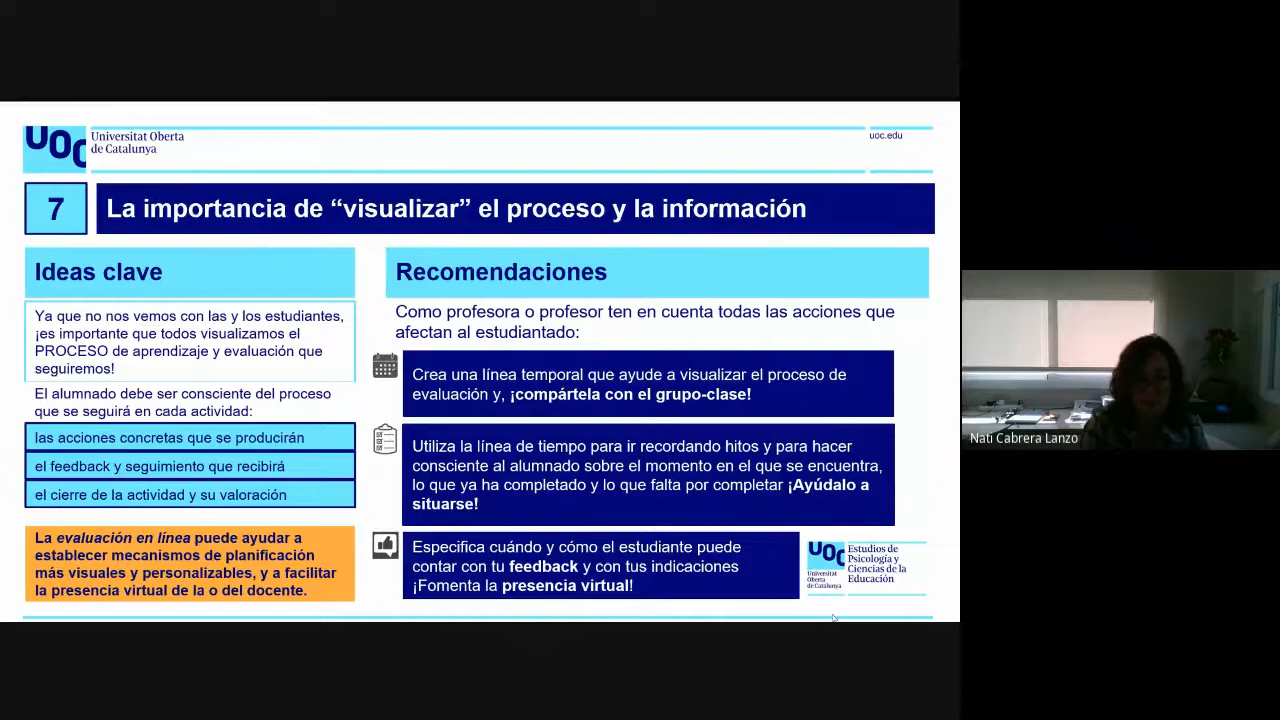 UOC
Universitat Oberta
de Catalunya
uoc.edu
7
La importancia de “visualizar” el proceso y la información
Ideas clave
Ya que no nos vemos con las y los estudiantes,
¡es importante que todos visualizamos el
PROCESO de aprendizaje y evaluación que
seguiremos!
El alumnado debe ser consciente del proceso
que se seguirá en cada actividad:
las acciones concretas que se producirán
el feedback y seguimiento que recibirá
el cierre de la actividad y su valoración
La evaluación en línea puede ayudar a
establecer mecanismos de planificación
más visuales y personalizables, y a facilitar
la presencia virtual de la o del docente.
Recomendaciones
Como profesora o profesor ten en cuenta todas las acciones que
afectan al estudiantado:
Crea una línea temporal que ayude a visualizar el proceso de
evaluación y, ¡compártela con el grupo-clase!
Utiliza la línea de tiempo para ir recordando hitos y para hacer
consciente al alumnado sobre el momento en el que se encuentra,
lo que ya ha completado y lo que falta por completar ¡Ayúdalo a
situarse!
Especifica cuándo y cómo el estudiante puede
contar con tu feedback y con tus indicaciones
¡Fomenta la presencia virtual!
UOC
Universitat
Oberta
de Catalunya
Estudios de
Psicología y
Ciencias de la
Educación
Nati Cabrera Lanzo